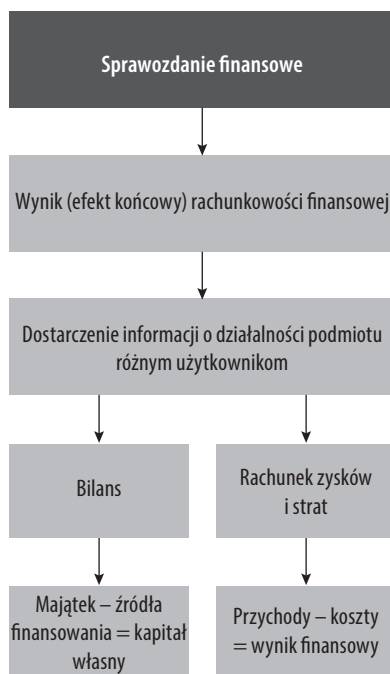 Sprawozdanie finansowe
Wynik (efekt końcowy) rachunkowości finansowej
Dostarczenie informacji o działalności podmiotu
różnym użytkownikom
Bilans
Rachunek zysków
i strat
Majątek – źródła
finansowania = kapitał
własny
Przychody – koszty
= wynik finansowy